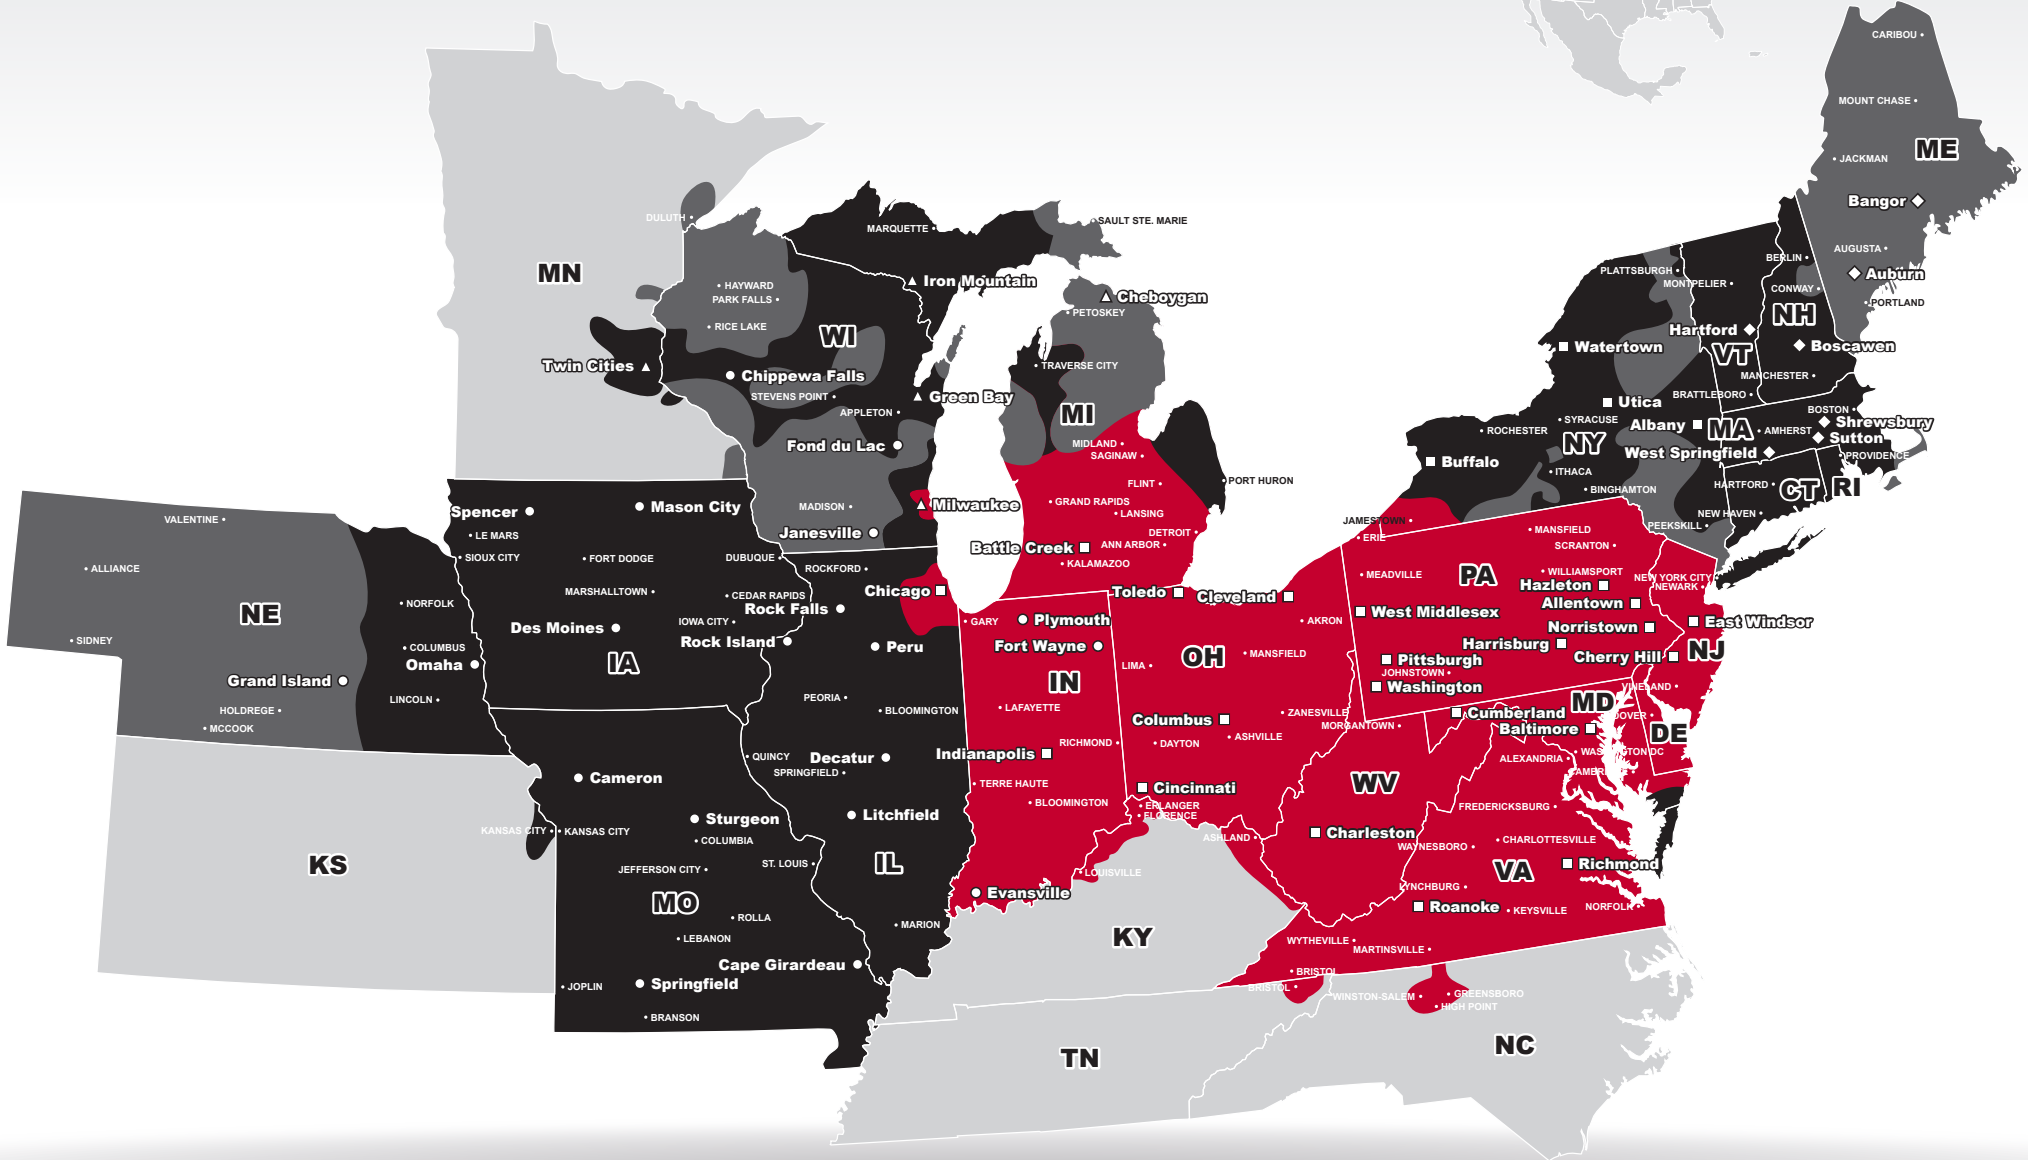 CARIBOU
MOUNT CHASE
ME
JACKMAN
Bangor
AUGUSTA
Auburn
PORTLAND
SAULT STE. MARIE
DULUTH
MARQUETTE
MN
Iron Mountain
HAYWARD
PARK FALLS
Cheboygan
PETOSKEY
RICE LAKE
WI
Twin Cities
Chippewa Falls
TRAVERSE CITY
STEVENS POINT
Green Bay
APPLETON
MI
Fond du Lac
MIDLAND
SAGINAW
PLATTSBURGH
BERLIN
MONTPELIER
CONWAY
NH
Hartford
Watertown
VT
Boscawen
MANCHESTER
BRATTLEBORO
Utica
BOSTON
SYRACUSE
Albany
MA
AMHERST
Shrewsbury
Sutton
ROCHESTER
NY
West Springfield
PROVIDENCE
Buffalo
ITHACA
HARTFORD
CT
RI
BINGHAMTON
NEW HAVEN
PEEKSKILL
FLINT
PORT HURON
GRAND RAPIDS
LANSING
DETROIT
Battle Creek
ANN ARBOR
KALAMAZOO
Milwaukee
MADISON
Janesville
VALENTINE
Spencer
Mason City
LE MARS
SIOUX CITY
FORT DODGE
DUBUQUE
ROCKFORD
ALLIANCE
MARSHALLTOWN
CEDAR RAPIDS
Chicago
NORFOLK
Rock Falls
NE
IOWA CITY
Des Moines
Rock Island
Peru
SIDNEY
COLUMBUS
Omaha
IA
Grand Island
LINCOLN
HOLDREGE
MCCOOK
PEORIA
BLOOMINGTON
JAMESTOWN
ERIE
MANSFIELD
SCRANTON
MEADVILLE
PA
WILLIAMSPORT
NEW YORK CITY
NEWARK
Hazleton
Toledo
Cleveland
Allentown
GARY
Plymouth
AKRON
West Middlesex
East Windsor
Norristown
Fort Wayne
Harrisburg
Cherry Hill
NJ
LIMA
OH
MANSFIELD
Pittsburgh
JOHNSTOWN
IN
Washington
VINELAND
LAFAYETTE
MD
Columbus
ZANESVILLE
Cumberland
DOVER
MORGANTOWN
Baltimore
DE
RICHMOND
DAYTON
ASHVILLE
Indianapolis
WASHINGTON DC
ALEXANDRIA
CAMBRIDGE
QUINCY
Decatur
SPRINGFIELD
Cameron
TERRE HAUTE
Cincinnati
WV
BLOOMINGTON
ERLANGER
FLORENCE
FREDERICKSBURG
Sturgeon
Litchfield
KANSAS CITY
KANSAS CITY
COLUMBIA
ASHLAND
Charleston
CHARLOTTESVILLE
WAYNESBORO
KS
ST. LOUIS
IL
JEFFERSON CITY
LOUISVILLE
VA
Richmond
Evansville
LYNCHBURG
MO
Roanoke
KEYSVILLE
NORFOLK
ROLLA
MARION
LEBANON
KY
WYTHEVILLE
MARTINSVILLE
Cape Girardeau
BRISTOL
JOPLIN
Springfield
BRISTOL
WINSTON-SALEM
GREENSBORO
HIGH POINT
BRANSON
TN
NC